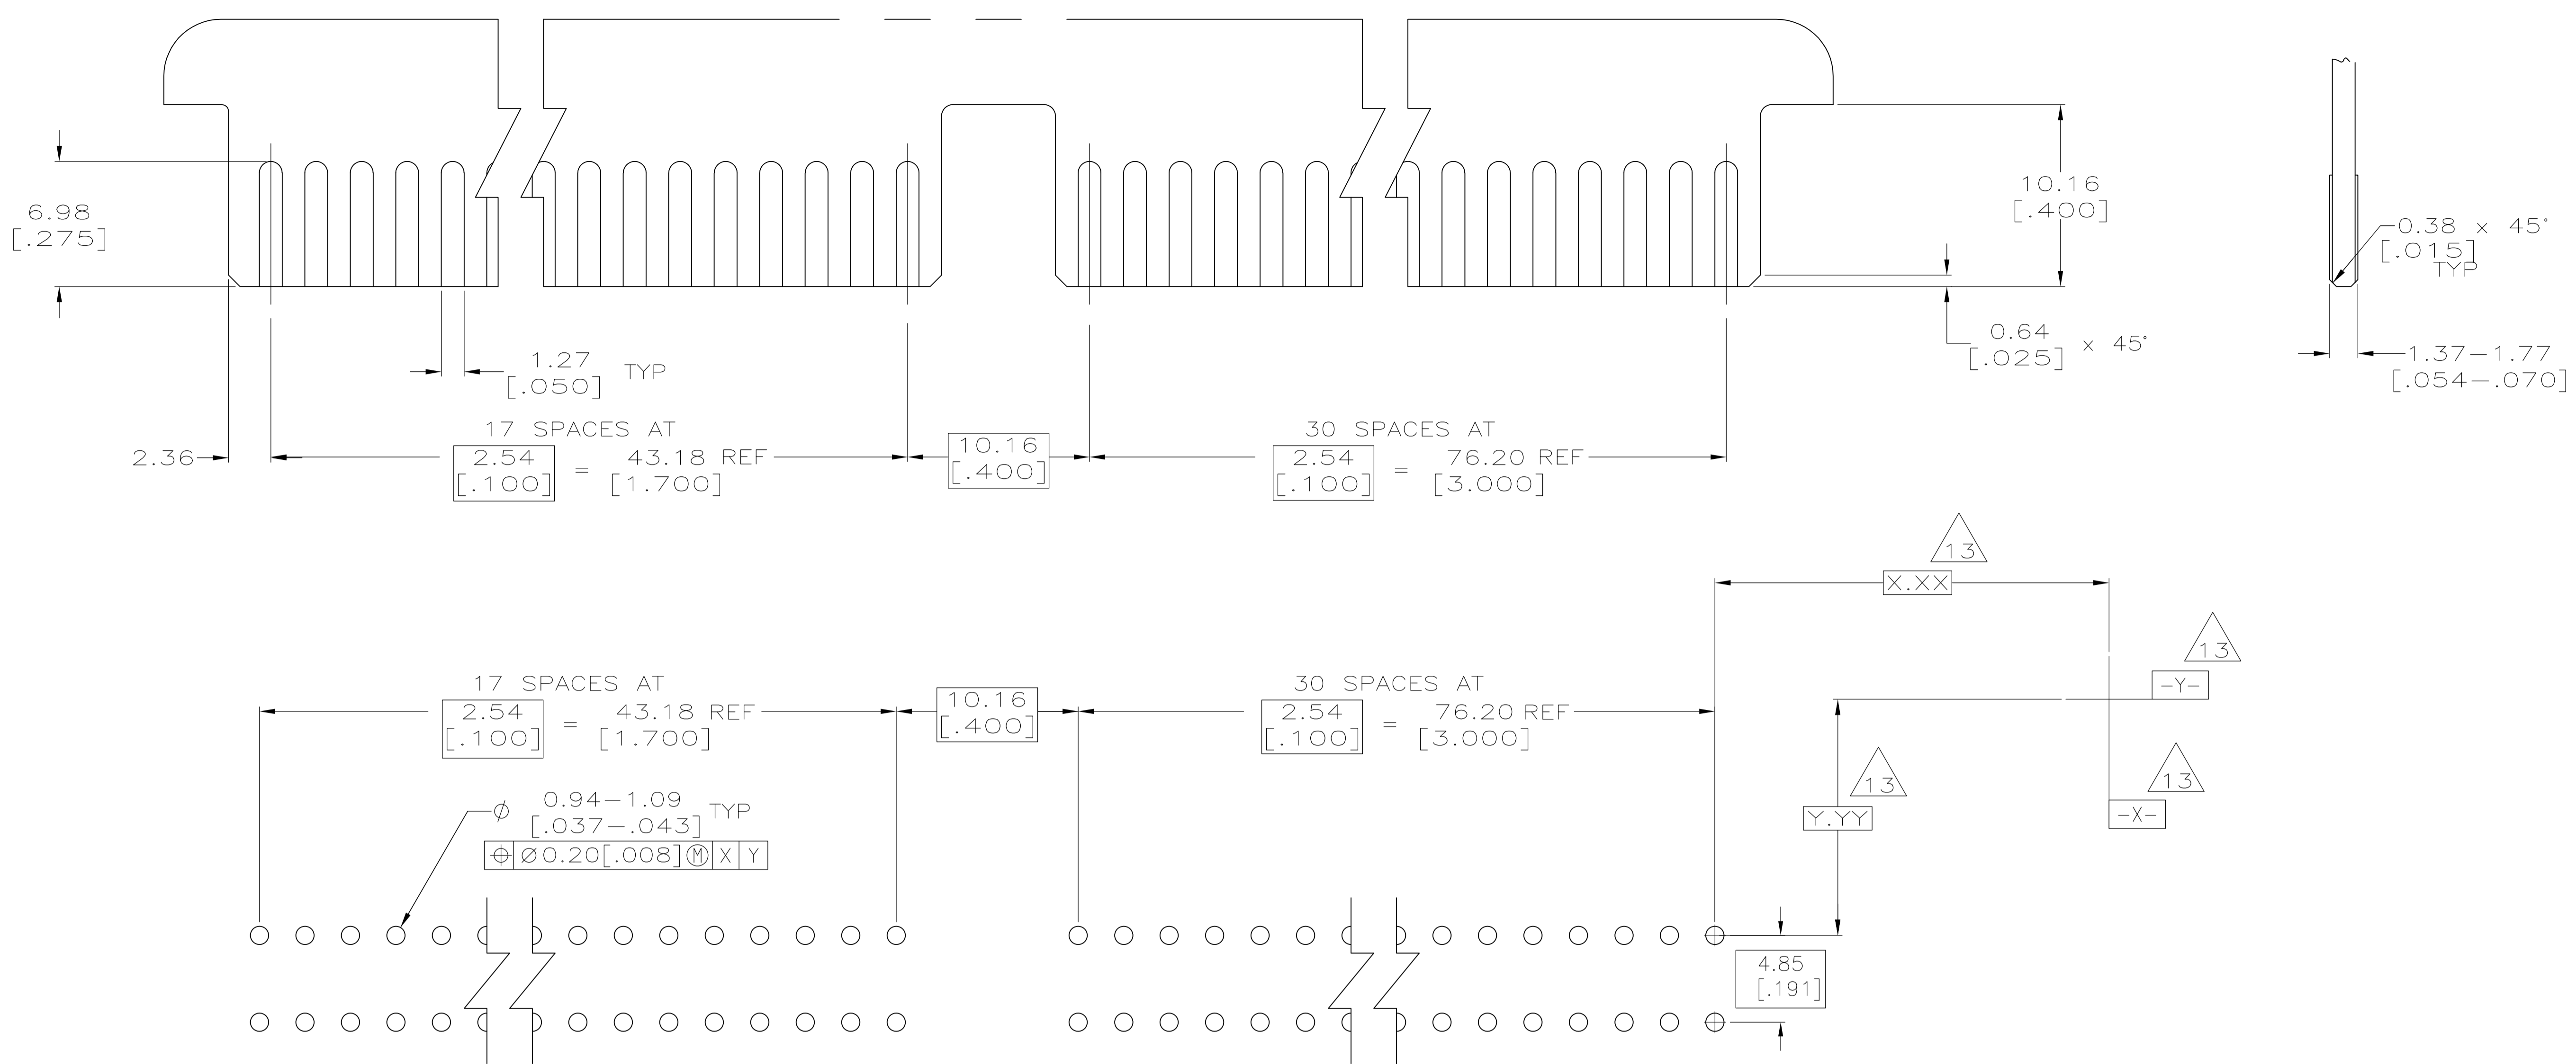 6.98
[.275]
10.16
[.400]
0.38 x 45°
[.015]
TYP
0.64
[.025] x 45°
1.37-1.77
[.054-.070]
1.27
[.050] TYP
2.36
17 SPACES AT
2.54
[.100] = 43.18 REF
[1.700]
10.16
[.400]
30 SPACES AT
2.54
[.100] = 76.20 REF
[3.000]
13
X.XX
13
-Y-
17 SPACES AT
2.54
[.100] = 43.18 REF
[1.700]
10.16
[.400]
30 SPACES AT
2.54
[.100] = 76.20 REF
[3.000]
13
Y.YY
13
-X-
⌀ 0.94-1.09
[.037-.043] TYP
⌖ ⌀0.20[.008] Ⓜ X Y
4.85
[.191]